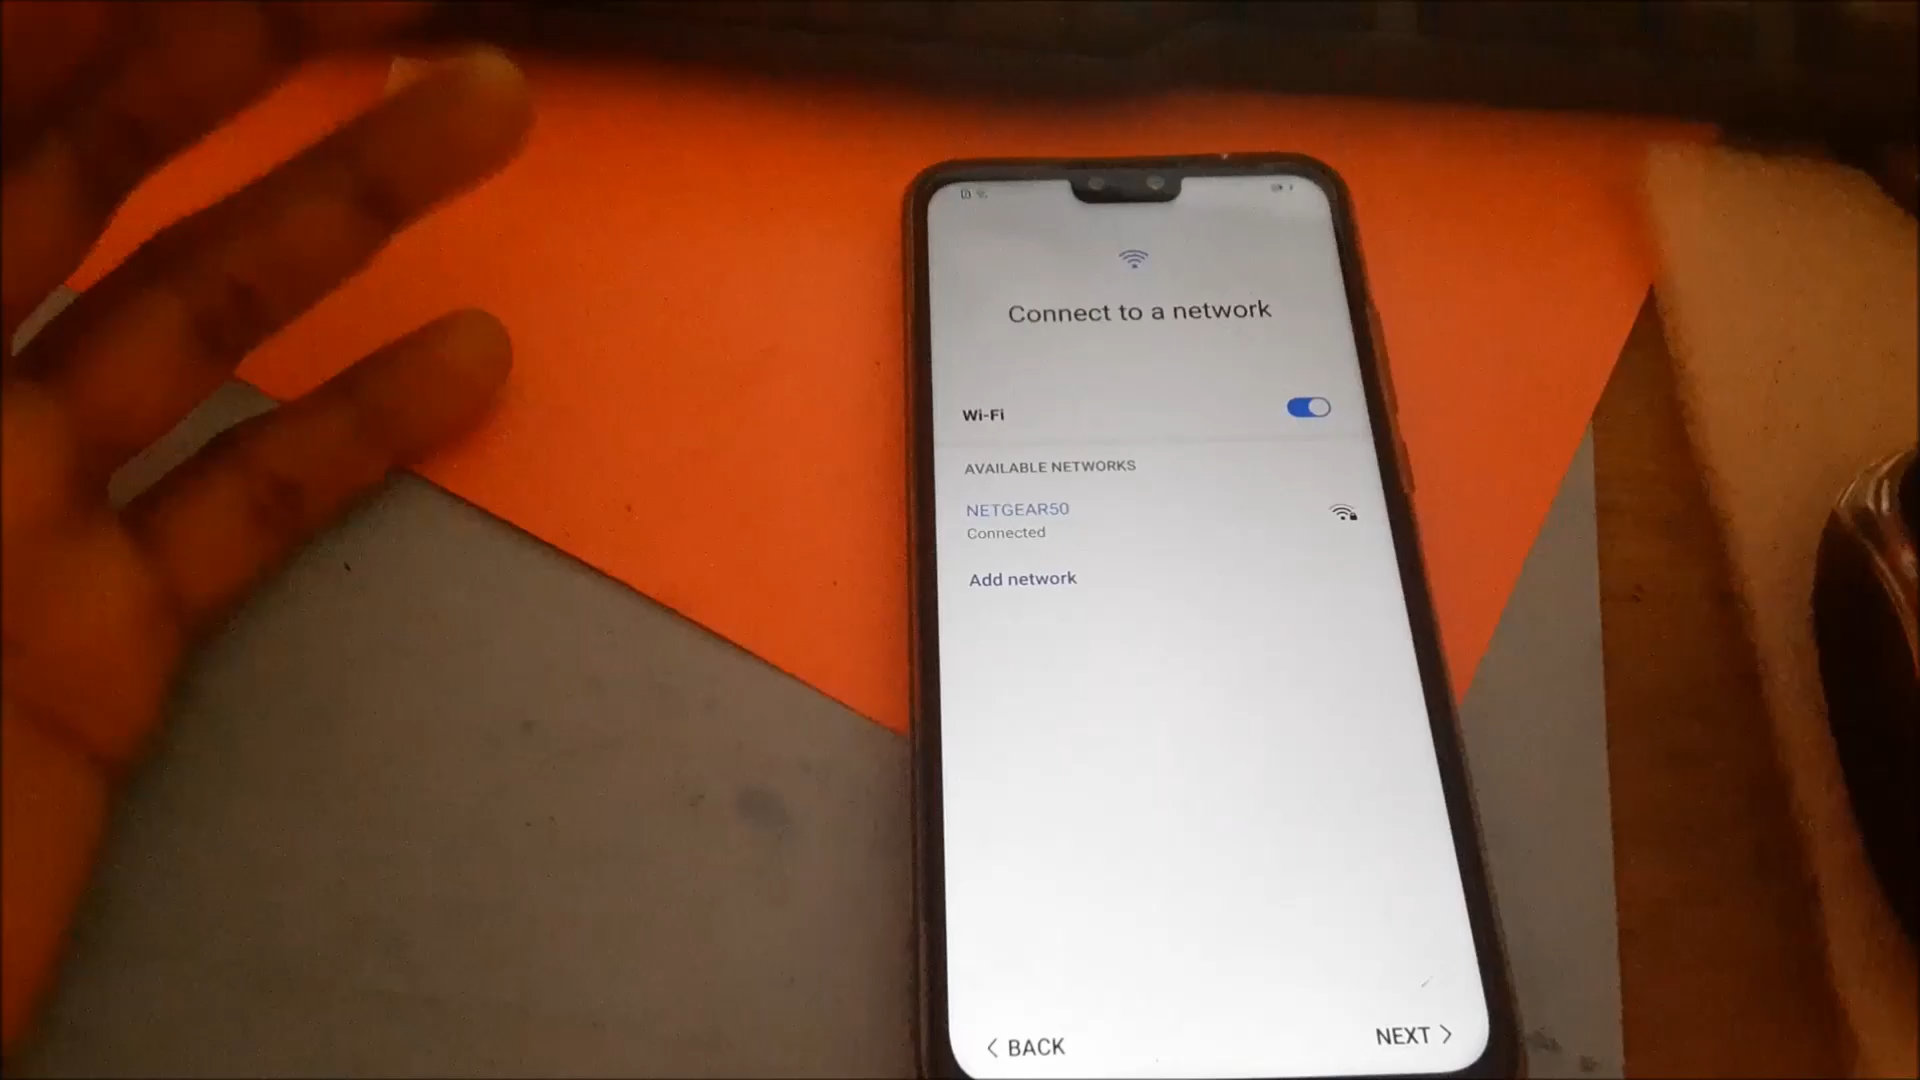 Connect to a network
Wi-Fi
AVAILABLE NETWORKS
NETGEAR50
Connected
Add network
BACK
NEXT